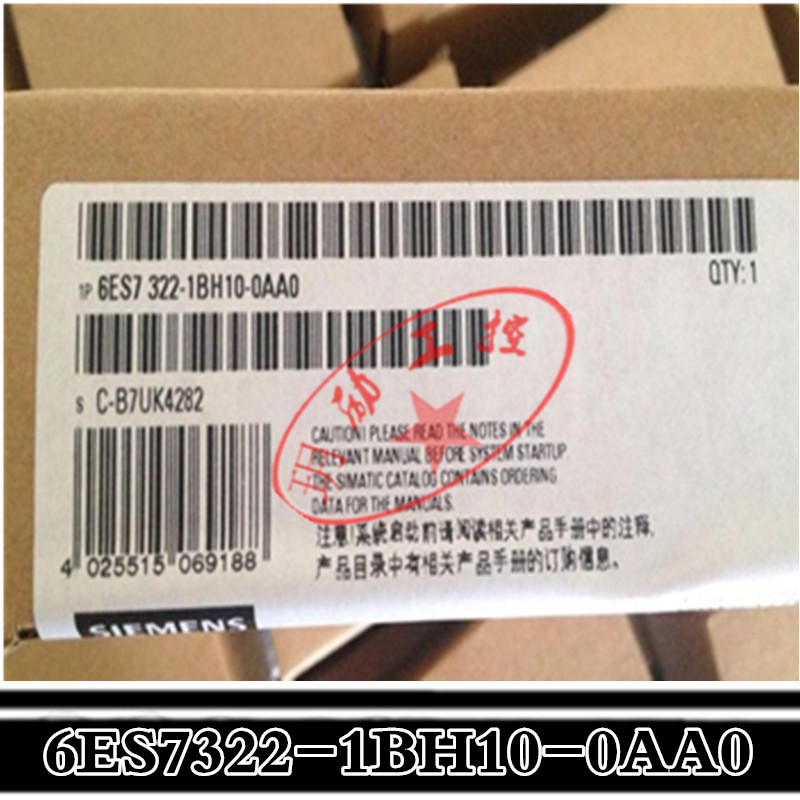 1P 6ES7 322-1BH10-0AA0
QTY: 1
S C-B7UK4282
工控
CAUTION! PLEASE READ THE NOTES IN THE
RELEVANT MANUAL BEFORE SYSTEM STARTUP.
THE SIMATIC CATALOG CONTAINS ORDERING
DATA FOR THE MANUALS.
注意!系统启动前请阅读相关产品手册中的注释,
产品目录中有相关产品手册的订购信息。
4 025515 069188
SIEMENS
6ES7322-1BH10-0AA0